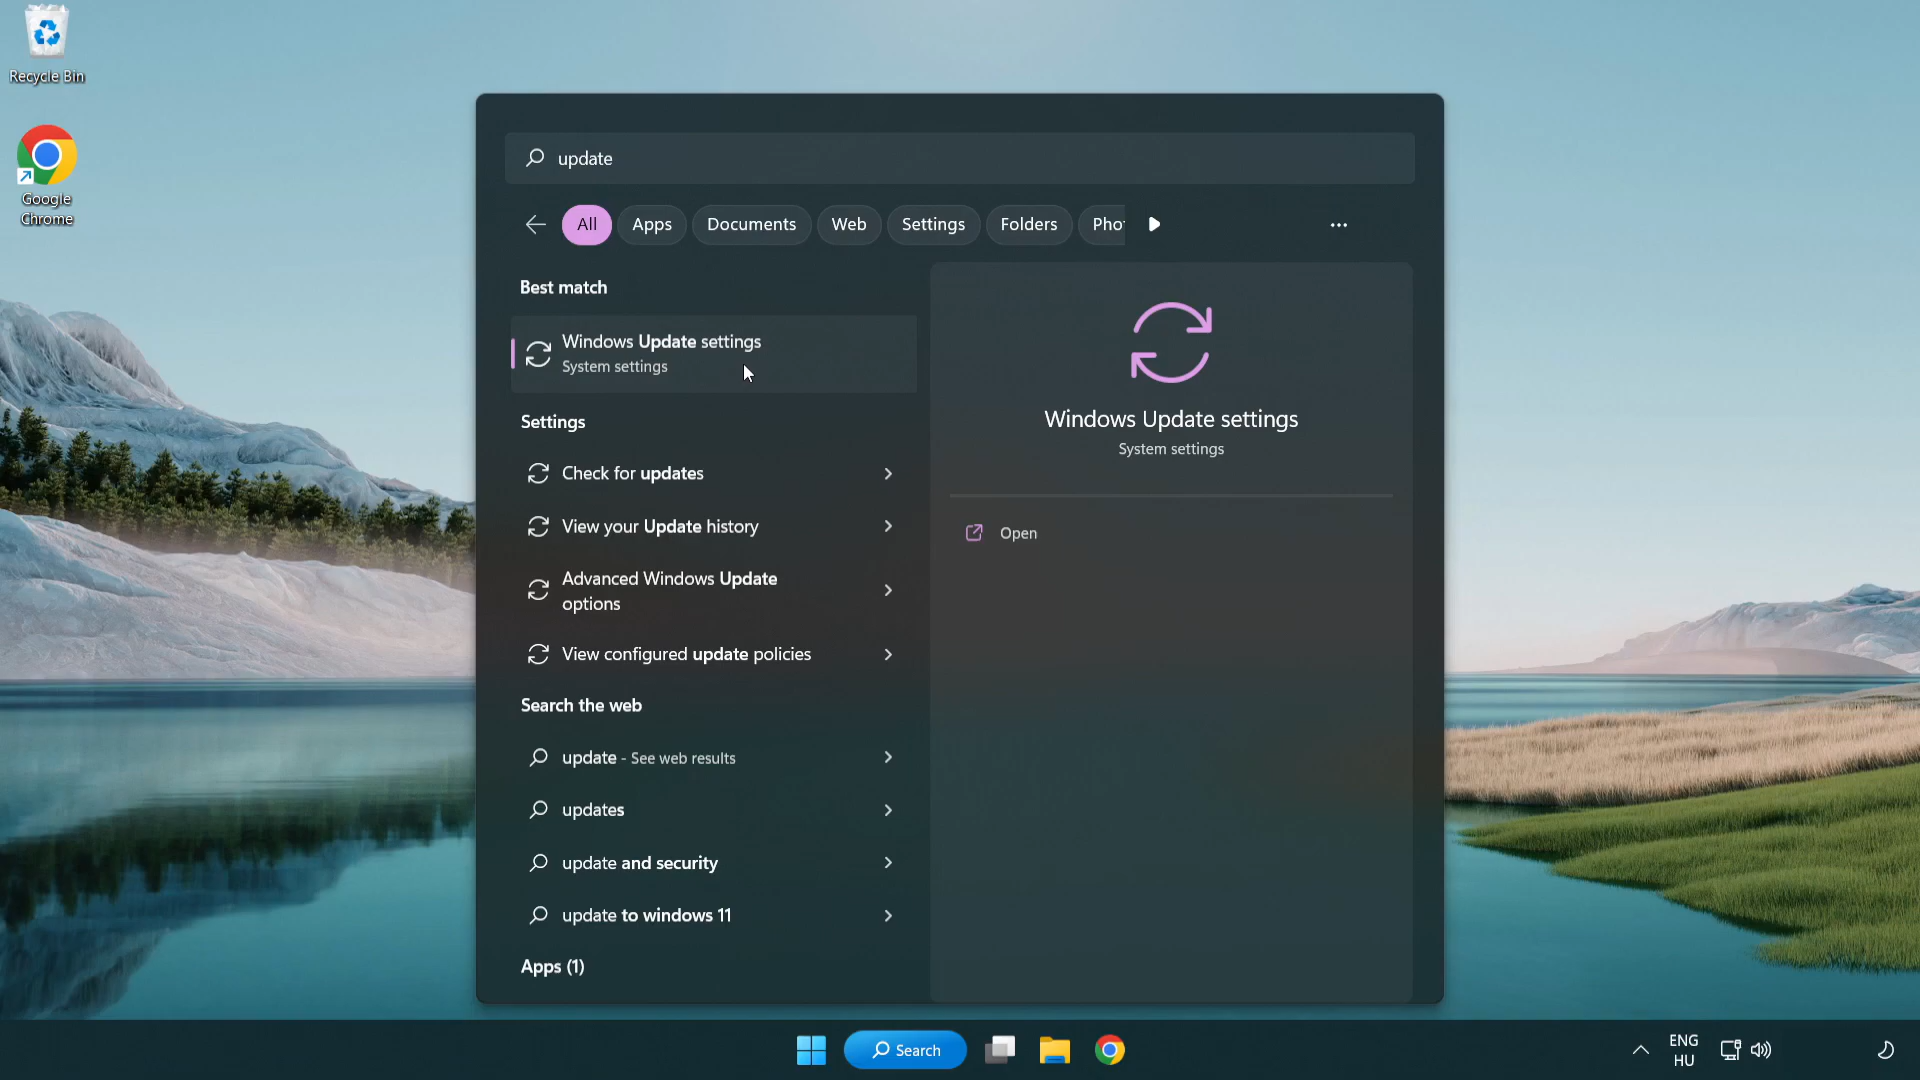 Recycle Bin
Google
Chrome
update
All
Apps
Documents
Web
Settings
Folders
Best match
Windows Update settings
System settings
Settings
Check for updates
View your Update history
Advanced Windows Update
options
View configured update policies
Search the web
update - See web results
updates
update and security
update to windows 11
Apps (1)
Windows Update settings
System settings
Open
Search
ENG
HU